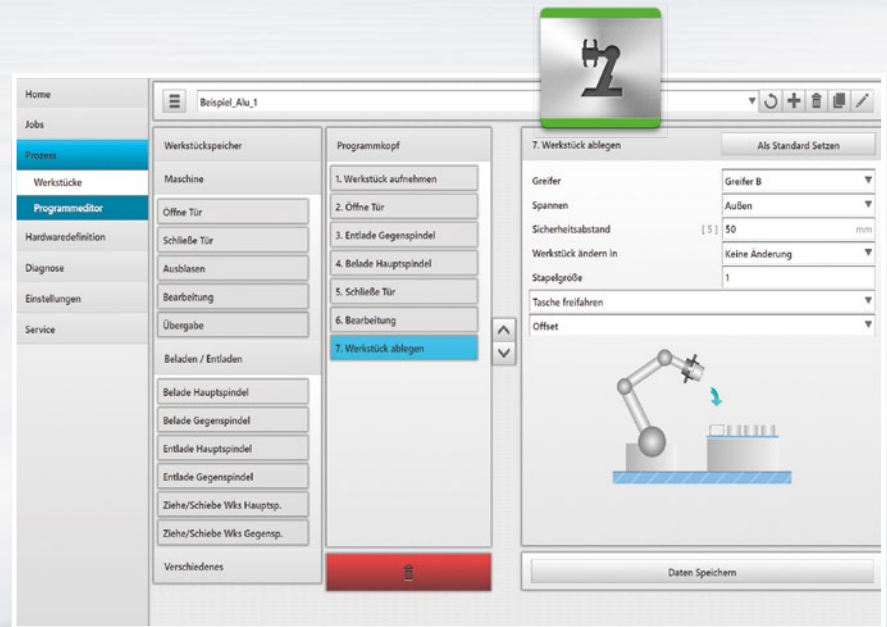 Home
Jobs
Prozess
Werkstücke
Programmeditor
Hardwaredefinition
Diagnose
Einstellungen
Service
Beispiel_Alu_1
Werkstückspeicher
Maschine
Öffne Tür
Schließe Tür
Ausblasen
Bearbeitung
Übergabe
Beladen / Entladen
Belade Hauptspindel
Belade Gegenspindel
Entlade Hauptspindel
Entlade Gegenspindel
Ziehe/Schiebe Wks Hauptsp.
Ziehe/Schiebe Wks Gegensp.
Verschiedenes
Programmkopf
1. Werkstück aufnehmen
2. Öffne Tür
3. Entlade Gegenspindel
4. Belade Hauptspindel
5. Schließe Tür
6. Bearbeitung
7. Werkstück ablegen
7. Werkstück ablegen Als Standard Setzen
Greifer Greifer B
Spannen Außen
Sicherheitsabstand [ 5 ] 50 mm
Werkstück ändern in Keine Änderung
Stapelgröße 1
Tasche freifahren
Offset
Daten Speichern